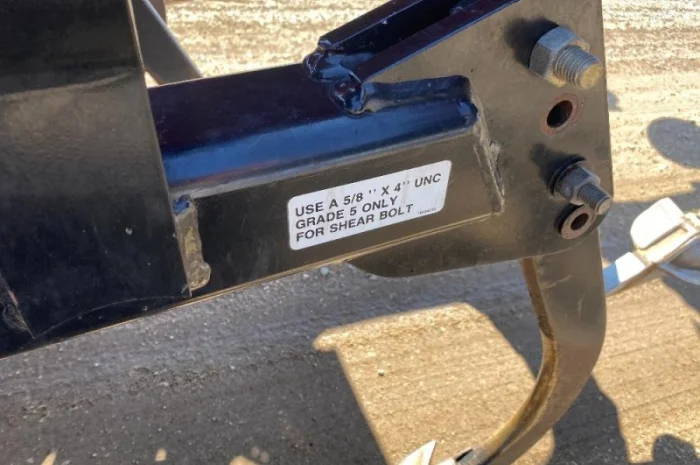 USE A 5/8 " X 4" UNC
GRADE 5 ONLY
FOR SHEAR BOLT